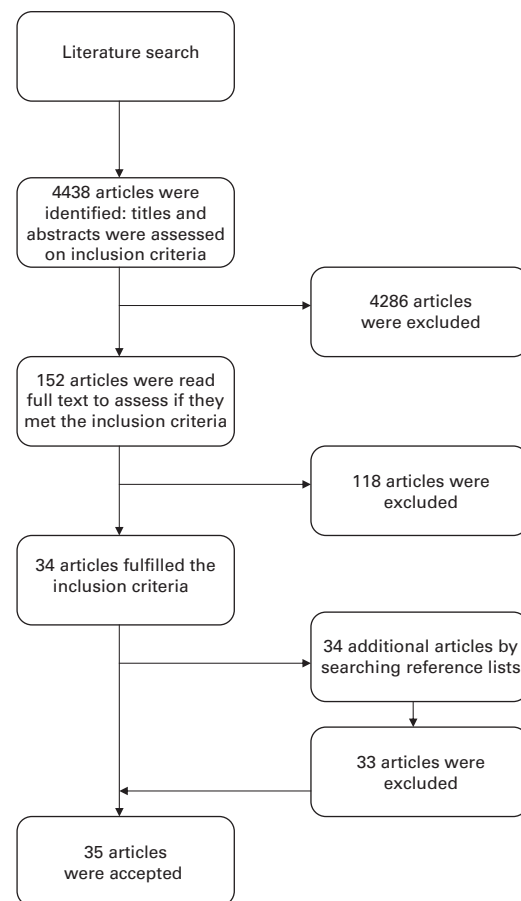 Literature search
4438 articles were
identified: titles and
abstracts were assessed
on inclusion criteria
4286 articles
were excluded
152 articles were read
full text to assess if they
met the inclusion criteria
118 articles were
excluded
34 articles fulfilled the
inclusion criteria
34 additional articles by
searching reference lists
33 articles were
excluded
35 articles
were accepted